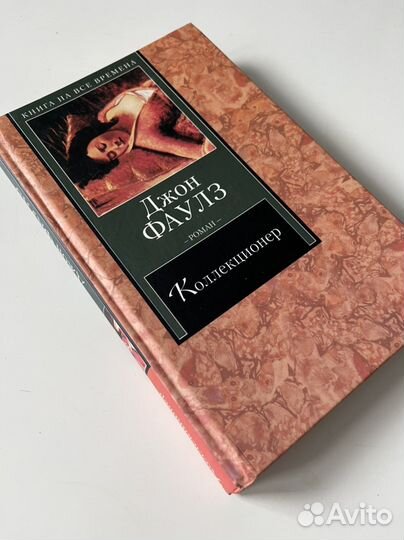 КНИГА НА ВСЕ ВРЕМЕНА
Джон
ФАУЛЗ
–РОМАН–
Коллекционер
Avito